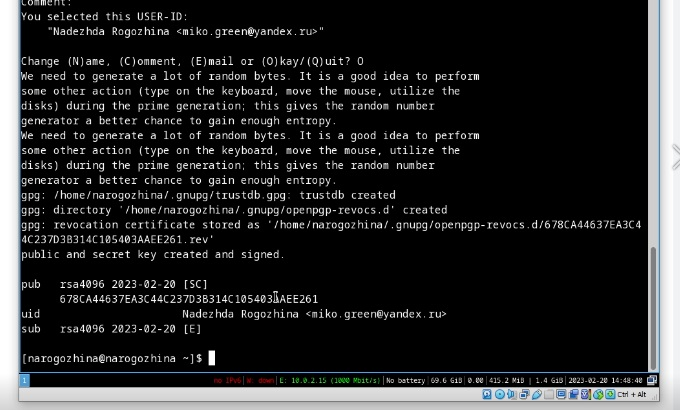 Comment:
You selected this USER-ID:
"Nadezhda Rogozhina <miko.green@yandex.ru>"
Change (N)ame, (C)omment, (E)mail or (O)kay/(Q)uit? O
We need to generate a lot of random bytes. It is a good idea to perform
some other action (type on the keyboard, move the mouse, utilize the
disks) during the prime generation; this gives the random number
generator a better chance to gain enough entropy.
We need to generate a lot of random bytes. It is a good idea to perform
some other action (type on the keyboard, move the mouse, utilize the
disks) during the prime generation; this gives the random number
generator a better chance to gain enough entropy.
gpg: /home/narogozhina/.gnupg/trustdb.gpg: trustdb created
gpg: directory '/home/narogozhina/.gnupg/openpgp-revocs.d' created
gpg: revocation certificate stored as '/home/narogozhina/.gnupg/openpgp-revocs.d/678CA44637EA3C4
4C237D3B314C105403AAEE261.rev'
public and secret key created and signed.
pub rsa4096 2023-02-20 [SC]
678CA44637EA3C44C237D3B314C105403AAEE261
uid Nadezhda Rogozhina <miko.green@yandex.ru>
sub rsa4096 2023-02-20 [E]
[narogozhina@narogozhina ~]$
1 no IPv6| W: down| E: 10.0.2.15 (1000 Mbit/s)| No battery| 69.6 GiB| 0.00| 415.2 MiB | 1.4 GiB| 2023-02-20 14:48:40
Ctrl + Alt